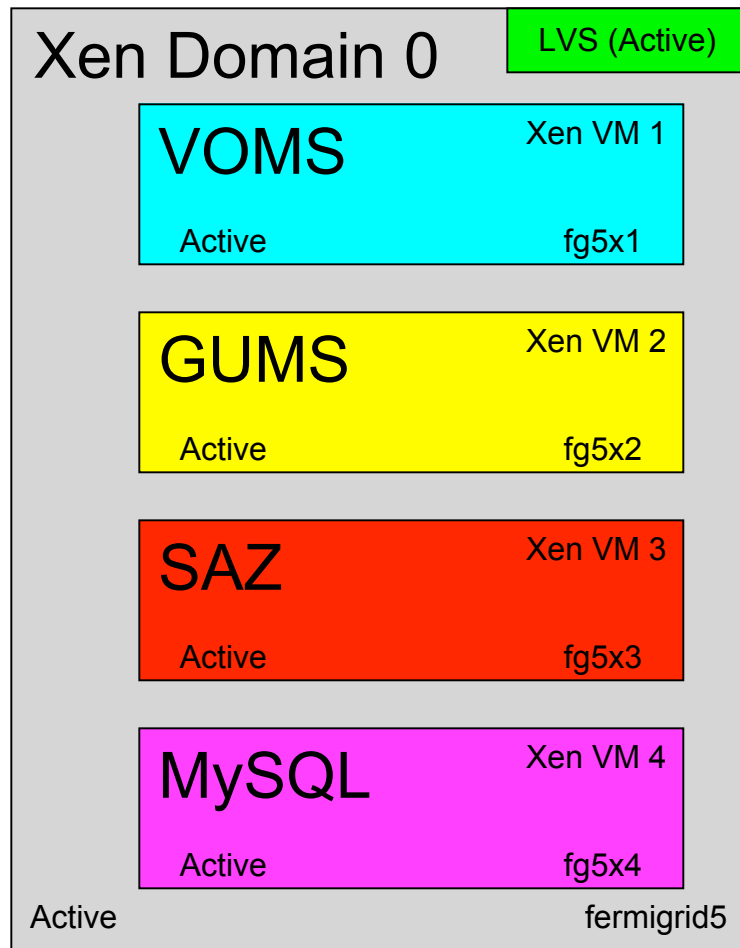 Xen Domain 0
LVS (Active)
VOMS
Xen VM 1
Active
fg5x1
GUMS
Xen VM 2
Active
fg5x2
SAZ
Xen VM 3
Active
fg5x3
MySQL
Xen VM 4
Active
fg5x4
Active
fermigrid5